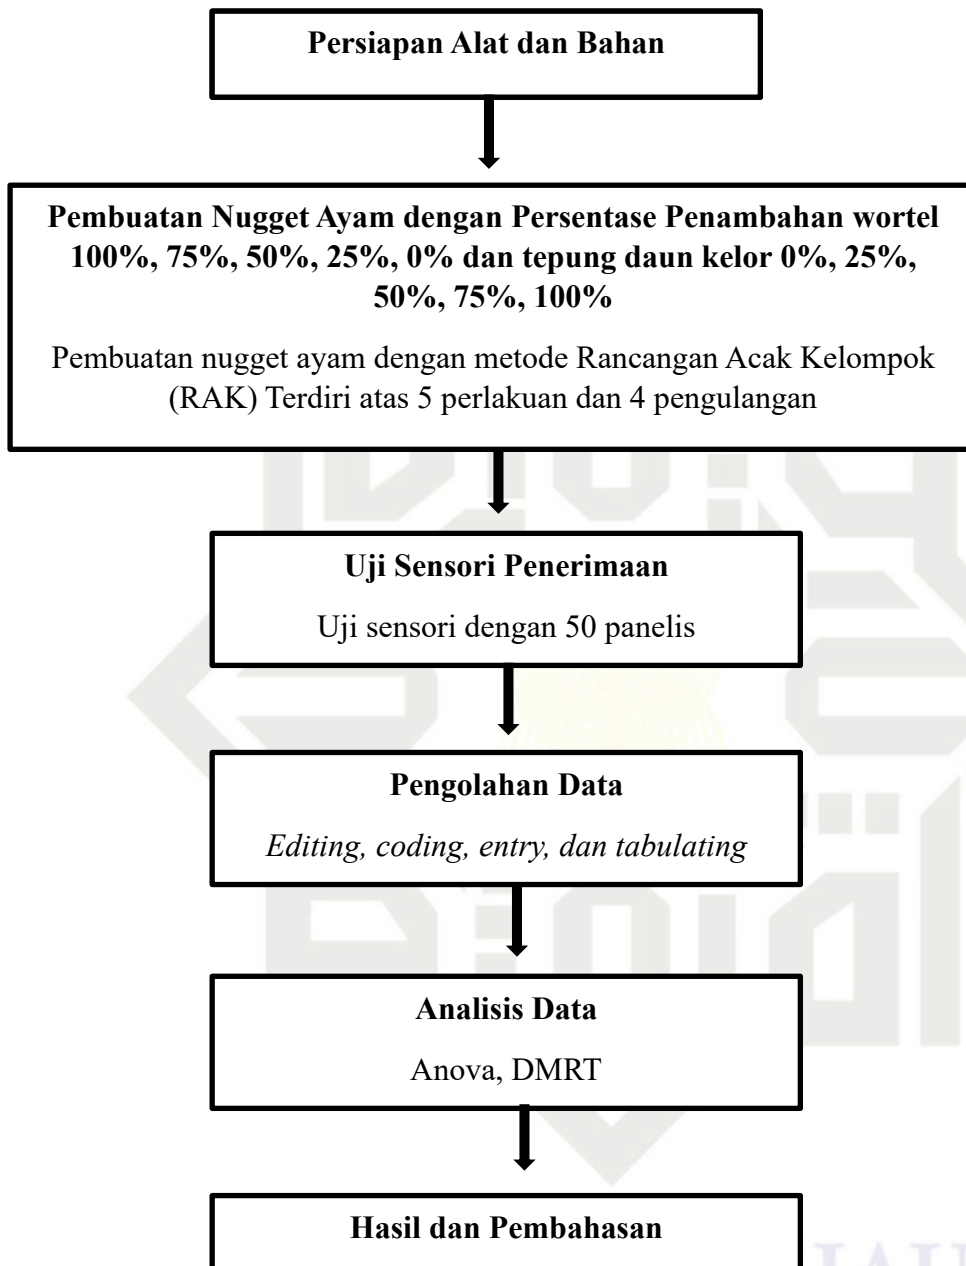 Persiapan Alat dan Bahan
Pembuatan Nugget Ayam dengan Persentase Penambahan wortel
100%, 75%, 50%, 25%, 0% dan tepung daun kelor 0%, 25%,
50%, 75%, 100%
Pembuatan nugget ayam dengan metode Rancangan Acak Kelompok
(RAK) Terdiri atas 5 perlakuan dan 4 pengulangan
Uji Sensori Penerimaan
Uji sensori dengan 50 panelis
Pengolahan Data
Editing, coding, entry, dan tabulating
Analisis Data
Anova, DMRT
Hasil dan Pembahasan